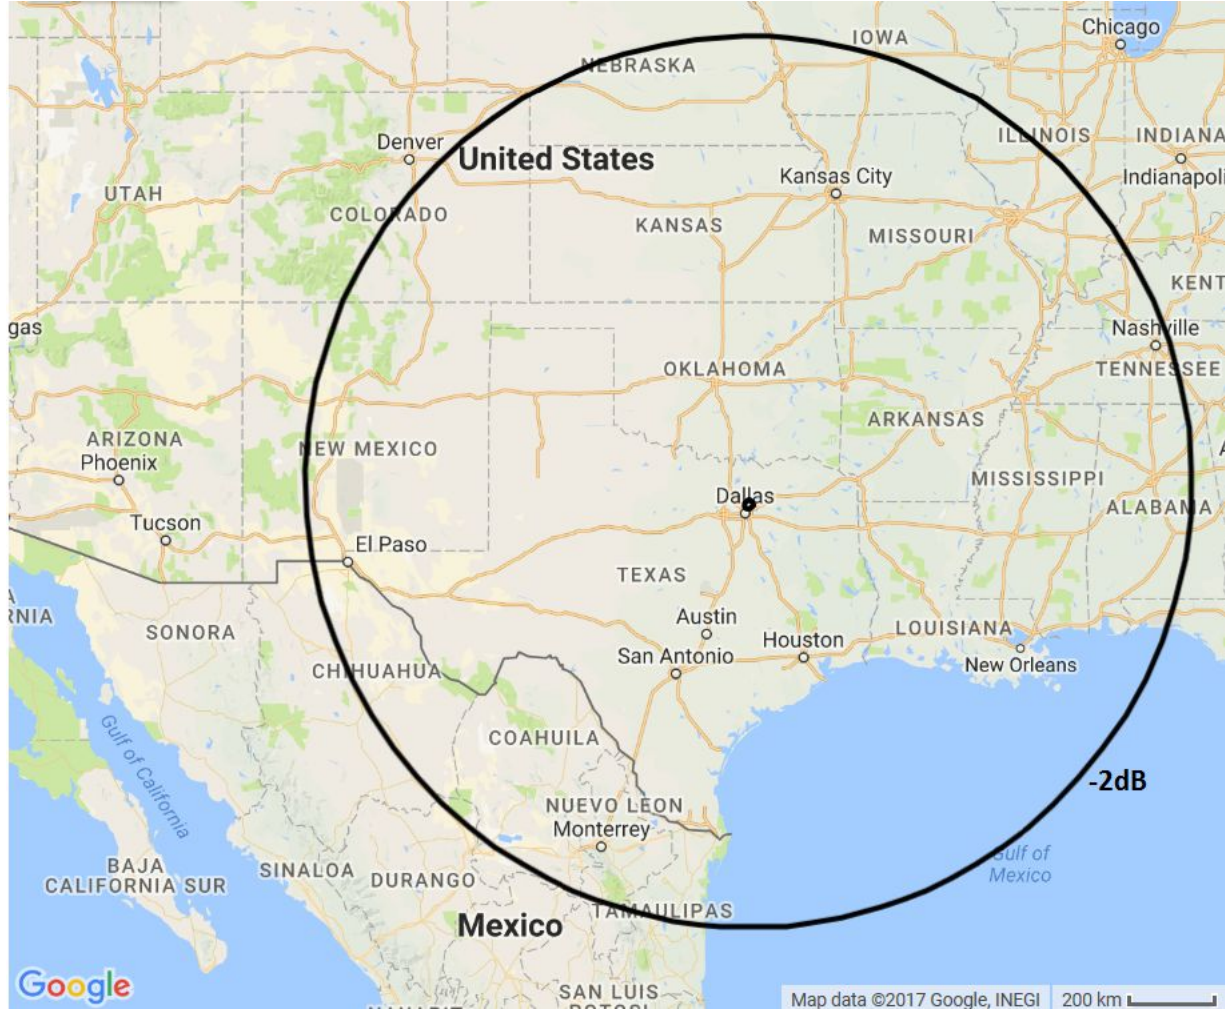 Chicago
IOWA
NEBRASKA
ILLINOIS
INDIANA
Denver
United States
Indianapoli
Kansas City
UTAH
COLORADO
KANSAS
MISSOURI
KENT
gas
Nashville
OKLAHOMA
TENNESSEE
ARKANSAS
ARIZONA
NEW MEXICO
Phoenix
MISSISSIPPI
Dallas
ALABAMA
Tucson
El Paso
TEXAS
RNIA
SONORA
Austin
LOUISIANA
Houston
San Antonio
New Orleans
CHIHUAHUA
Gulf of California
COAHUILA
-2dB
NUEVO LEON
Monterrey
Gulf of
Mexico
BAJA
CALIFORNIA SUR
SINALOA
DURANGO
TAMAULIPAS
Mexico
Google
SAN LUIS
Map data ©2017 Google, INEGI
200 km